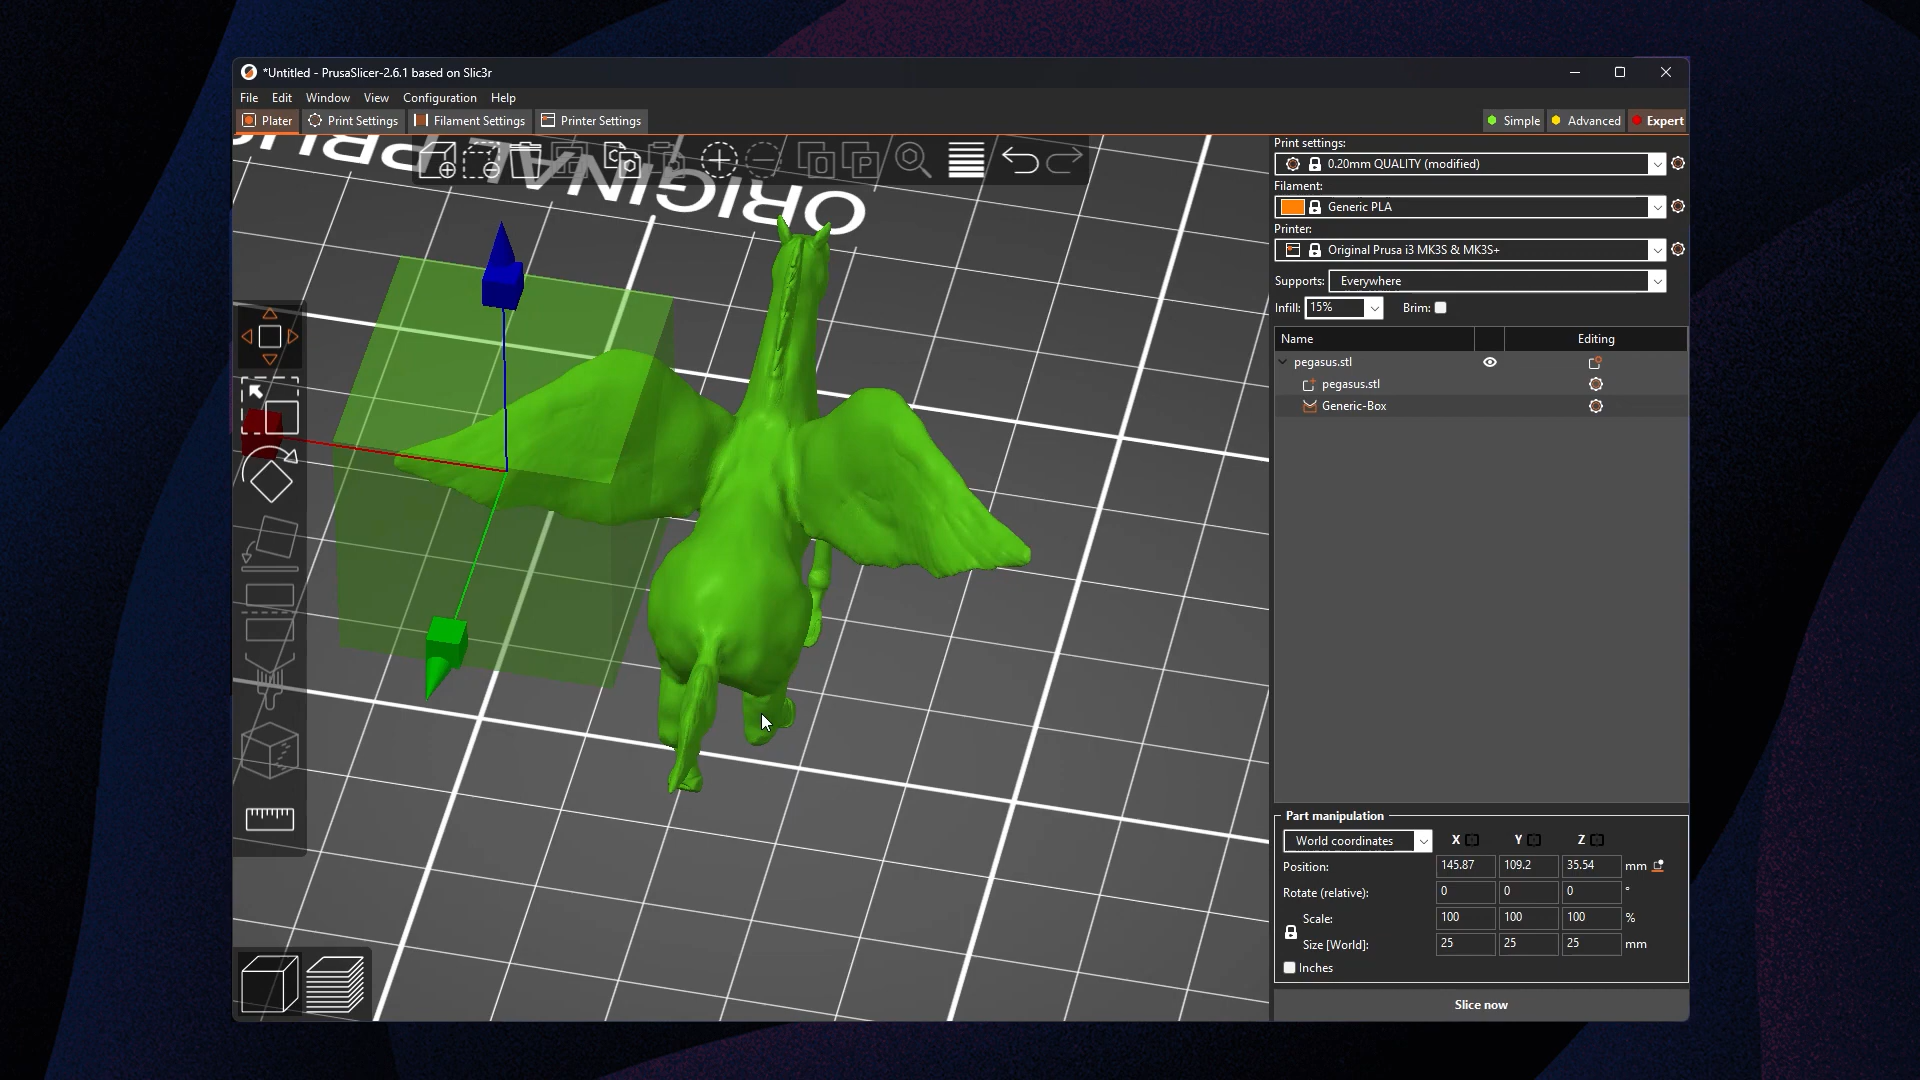 *Untitled - PrusaSlicer-2.6.1 based on Slic3r
File Edit Window View Configuration Help
Plater Print Settings Filament Settings Printer Settings Simple Advanced Expert
ORIGINAL PRUS
Print settings:
0.20mm QUALITY (modified)
Filament:
Generic PLA
Printer:
Original Prusa i3 MK3S & MK3S+
Supports: Everywhere
Infill: 15% Brim:
Name Editing
pegasus.stl
pegasus.stl
Generic-Box
Part manipulation
World coordinates X Y Z
Position: 145.87 109.2 35.54 mm
Rotate (relative): 0 0 0 °
Scale: 100 100 100 %
Size [World]: 25 25 25 mm
Inches
Slice now